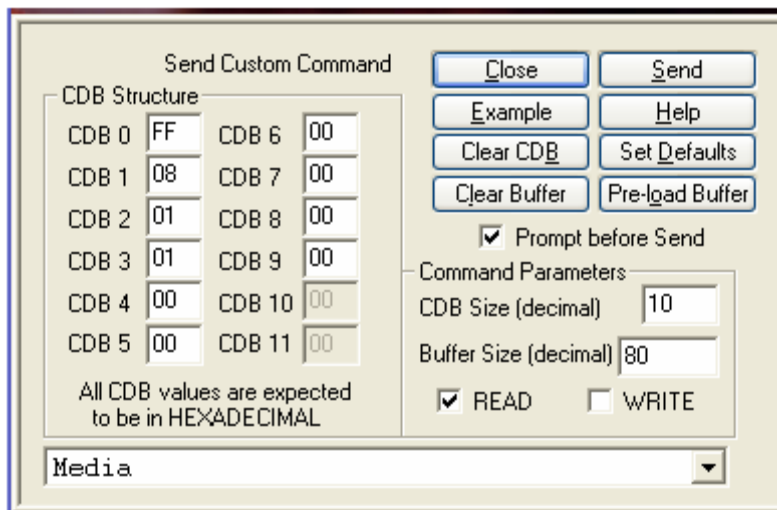 Send Custom Command
Close Send
CDB Structure
Example Help
CDB 0 FF CDB 6 00
Clear CDB Set Defaults
CDB 1 08 CDB 7 00
Clear Buffer Pre-load Buffer
CDB 2 01 CDB 8 00
Prompt before Send
CDB 3 01 CDB 9 00
Command Parameters
CDB 4 00 CDB 10 00
CDB Size (decimal) 10
CDB 5 00 CDB 11 00
Buffer Size (decimal) 80
All CDB values are expected
to be in HEXADECIMAL
READ WRITE
Media